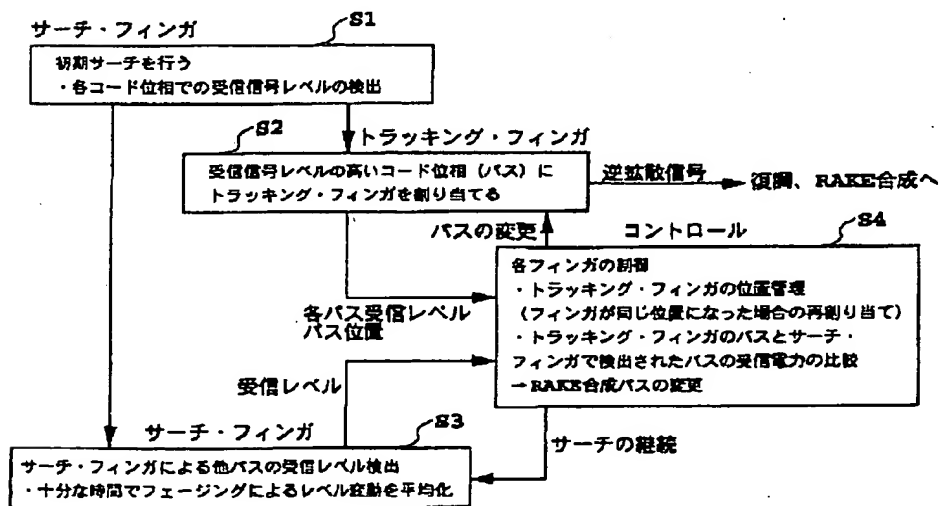 S1
サーチ・フィンガ
初期サーチを行う
・各コード位相での受信信号レベルの検出
S2
トラッキング・フィンガ
受信信号レベルの高いコード位相（パス）に
トラッキング・フィンガを割り当てる
逆拡散信号
復調、RAKE合成へ
パスの変更
コントロール
S4
各フィンガの制御
・トラッキング・フィンガの位置管理
（フィンガが同じ位置になった場合の再割り当て）
・トラッキング・フィンガのパスとサーチ・
フィンガで検出されたパスの受信電力の比較
→RAKE合成パスの変更
各パス受信レベル
パス位置
受信レベル
サーチ・フィンガ
S3
サーチの継続
サーチ・フィンガによる他パスの受信レベル検出
・十分な時間でフェージングによるレベル変動を平均化